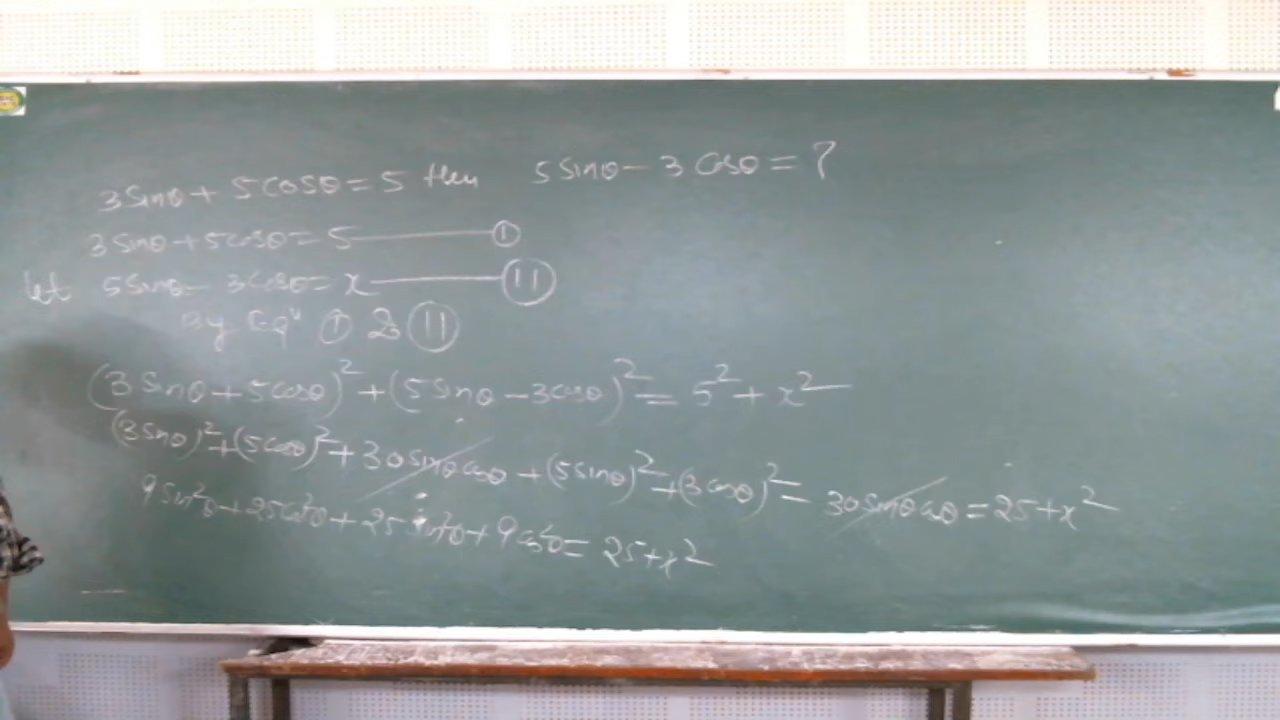 3 Sinθ + 5 cosθ = 5 then 5 sinθ - 3 cosθ = ?
3 sinθ + 5 cosθ = 5 ——— ①
let 5 sinθ - 3 cosθ = x ——— (11)
By Eqⁿ ① & (11)
(3 sinθ + 5 cosθ)² + (5 sinθ - 3 cosθ)² = 5² + x²
(3 sinθ)² + (5 cosθ)² + 30 sinθ cosθ + (5 sinθ)² + (3 cosθ)² - 30 sinθ cosθ = 25 + x²
9 sin²θ + 25 cos²θ + 25 sin²θ + 9 cos²θ = 25 + x²